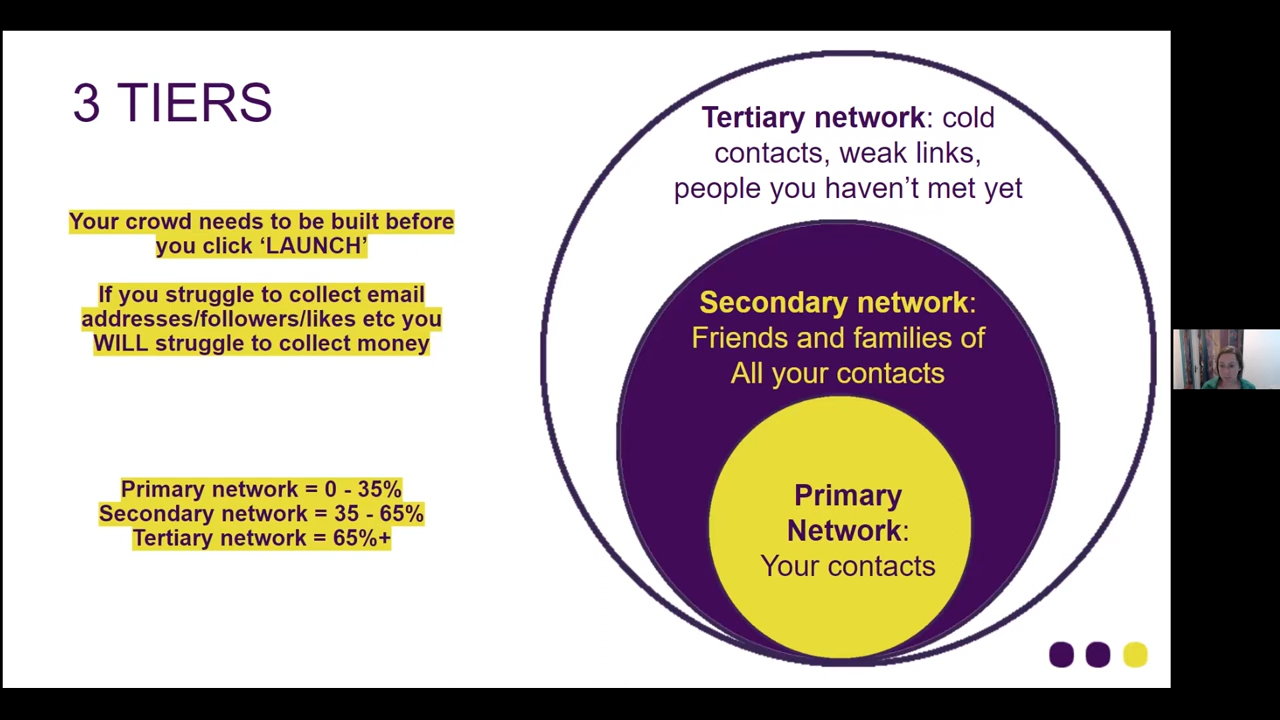 3 TIERS
Your crowd needs to be built before
you click ‘LAUNCH’
If you struggle to collect email
addresses/followers/likes etc you
WILL struggle to collect money
Primary network = 0 - 35%
Secondary network = 35 - 65%
Tertiary network = 65%+
Tertiary network: cold
contacts, weak links,
people you haven’t met yet
Secondary network:
Friends and families of
All your contacts
Primary
Network:
Your contacts